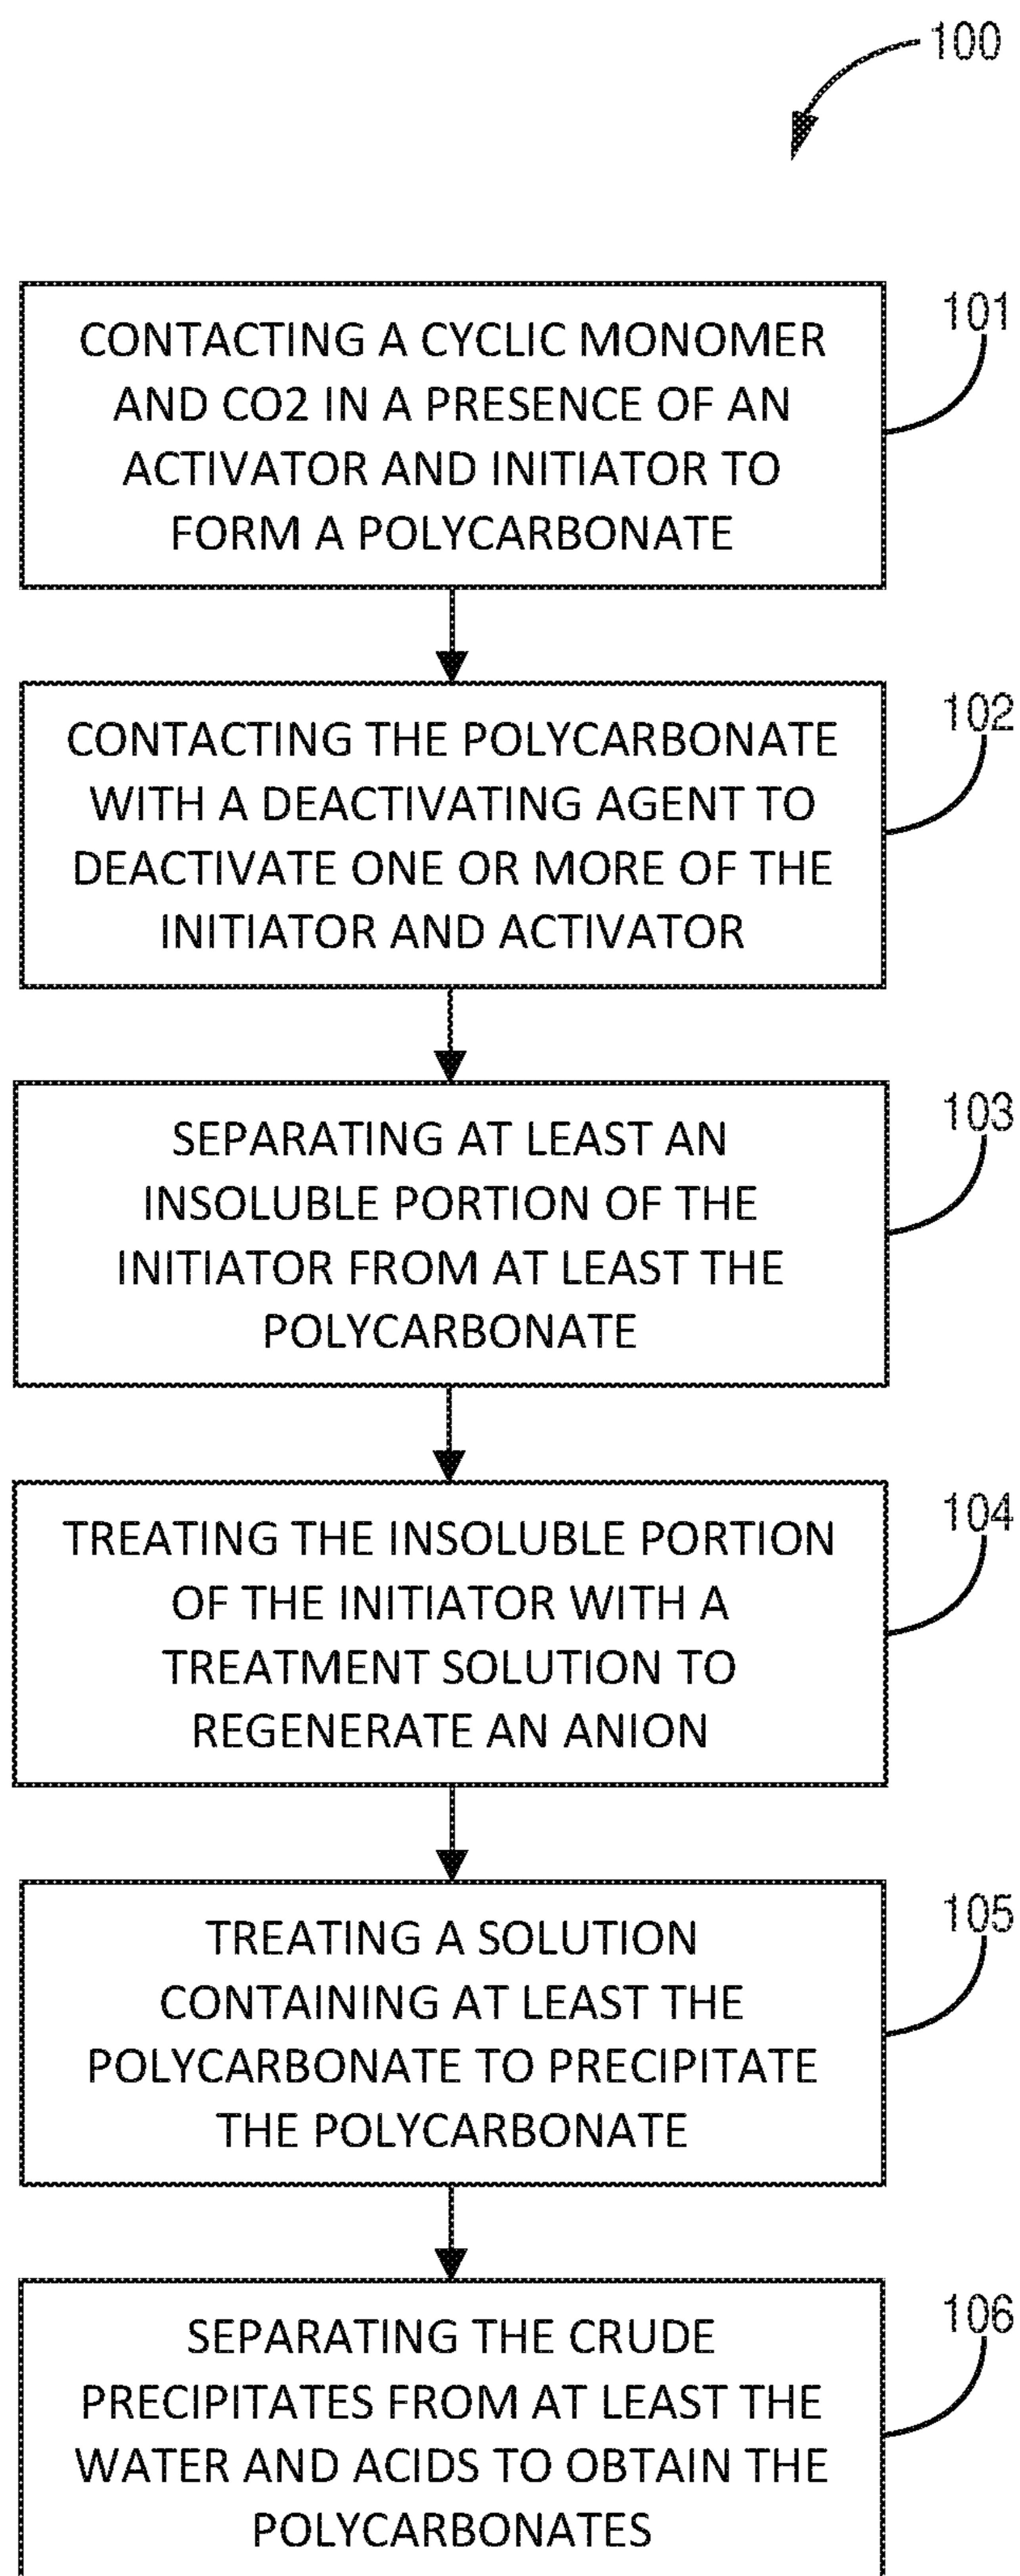 100
101
CONTACTING A CYCLIC MONOMER
AND CO2 IN A PRESENCE OF AN
ACTIVATOR AND INITIATOR TO
FORM A POLYCARBONATE
102
CONTACTING THE POLYCARBONATE
WITH A DEACTIVATING AGENT TO
DEACTIVATE ONE OR MORE OF THE
INITIATOR AND ACTIVATOR
103
SEPARATING AT LEAST AN
INSOLUBLE PORTION OF THE
INITIATOR FROM AT LEAST THE
POLYCARBONATE
104
TREATING THE INSOLUBLE PORTION
OF THE INITIATOR WITH A
TREATMENT SOLUTION TO
REGENERATE AN ANION
105
TREATING A SOLUTION
CONTAINING AT LEAST THE
POLYCARBONATE TO PRECIPITATE
THE POLYCARBONATE
106
SEPARATING THE CRUDE
PRECIPITATES FROM AT LEAST THE
WATER AND ACIDS TO OBTAIN THE
POLYCARBONATES